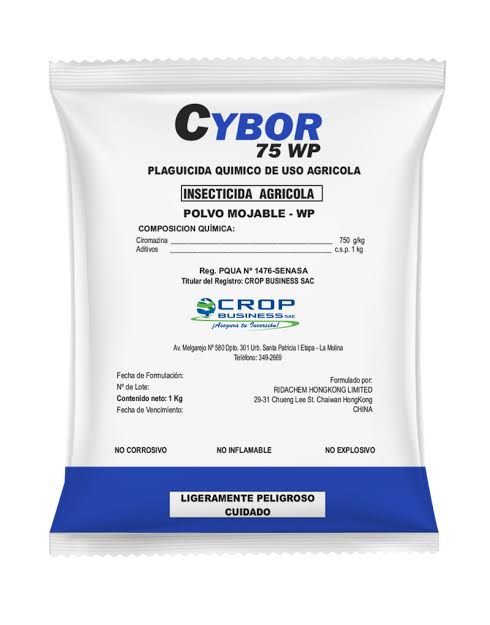 CYBOR
75 WP
PLAGUICIDA QUIMICO DE USO AGRICOLA
INSECTICIDA AGRICOLA
POLVO MOJABLE - WP
COMPOSICION QUÍMICA:
Ciromazina 750 g/kg
Aditivos c.s.p. 1 kg
Reg. PQUA Nº 1476-SENASA
Titular del Registro: CROP BUSINESS SAC
CROP
BUSINESS SAC
¡Asegura tu Inversión!
Av. Melgarejo Nº 580 Dpto. 301 Urb. Santa Patricia I Etapa - La Molina
Teléfono: 349-2669
Fecha de Formulación:
Nº de Lote:
Contenido neto: 1 Kg
Fecha de Vencimiento:
Formulado por:
RIDACHEM HONGKONG LIMITED
29-31 Chueng Lee St. Chaiwan HongKong
CHINA
NO CORROSIVO NO INFLAMABLE NO EXPLOSIVO
LIGERAMENTE PELIGROSO
CUIDADO